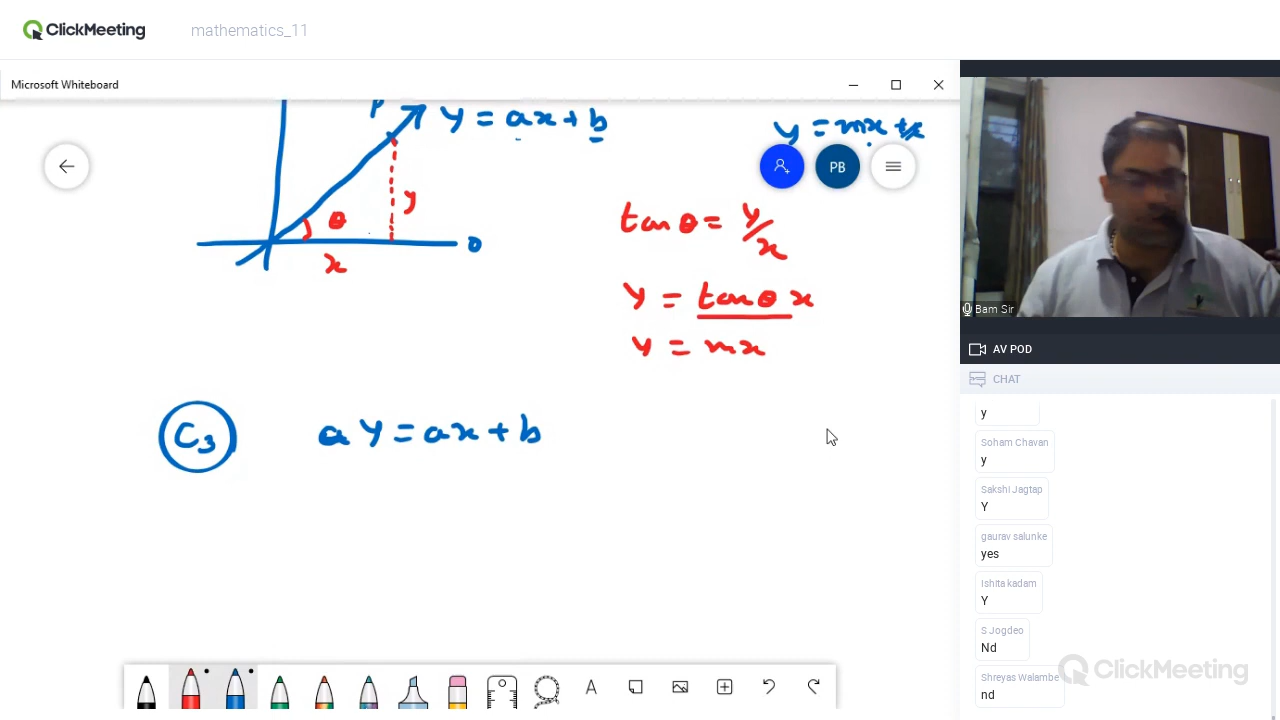 ClickMeeting
mathematics_11
Microsoft Whiteboard
P
y = ax + b
y = mx + c
PB
θ
y
x
0
tan θ = y/x
y = tan θ x
y = mx
C3
a y = ax + b
A
Bam Sir
AV POD
CHAT
y
Soham Chavan
y
Sakshi Jagtap
Y
gaurav salunke
yes
Ishita kadam
Y
S Jogdeo
Nd
Shreyas Walambe
nd
ClickMeeting